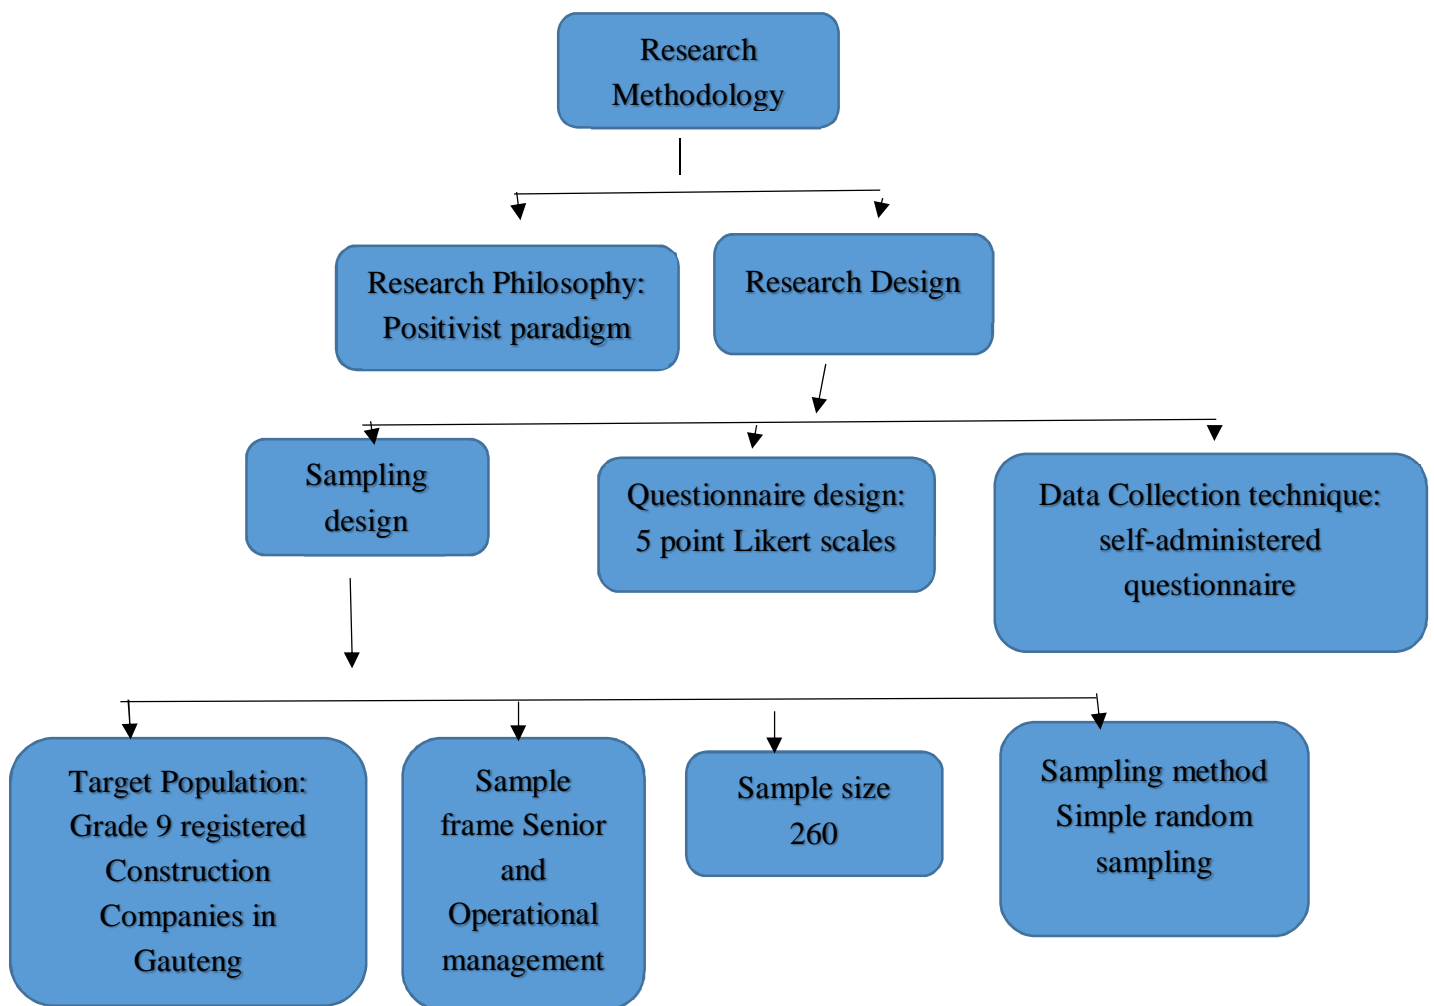 Research
Methodology
Research Philosophy:
Positivist paradigm
Research Design
Sampling
design
Questionnaire design:
5 point Likert scales
Data Collection technique:
self-administered
questionnaire
Target Population:
Grade 9 registered
Construction
Companies in
Gauteng
Sample
frame Senior
and
Operational
management
Sample size
260
Sampling method
Simple random
sampling